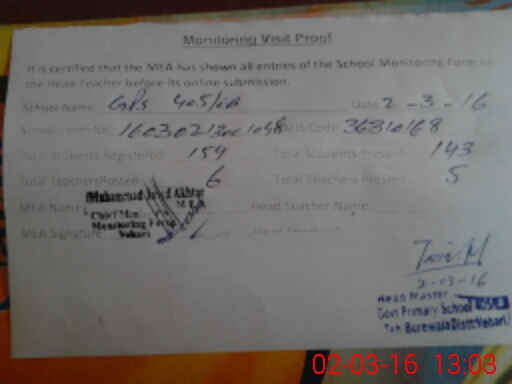 Monitoring Visit Proof
It is certified that the MEA has shown all entries of the School Monitoring Form to
the Head Teacher before its online submission.
School Name GPS 405/EB Date 2-3-16
School Form No. EMIS Code 36310168
Total Students Registered 154 Total Students Present 143
Total Teachers Posted 6 Total Teachers Present 5
MEA Name: Muhammad Javed Akhtar Head Teacher Name:
M E A
Chief Min
Monitoring Force
Vehari
MEA Signature:
2-03-16
Head Master
Govt Primary School 405/E.B
Teh Burewala Distt: Vehari
02-03-16 13:03